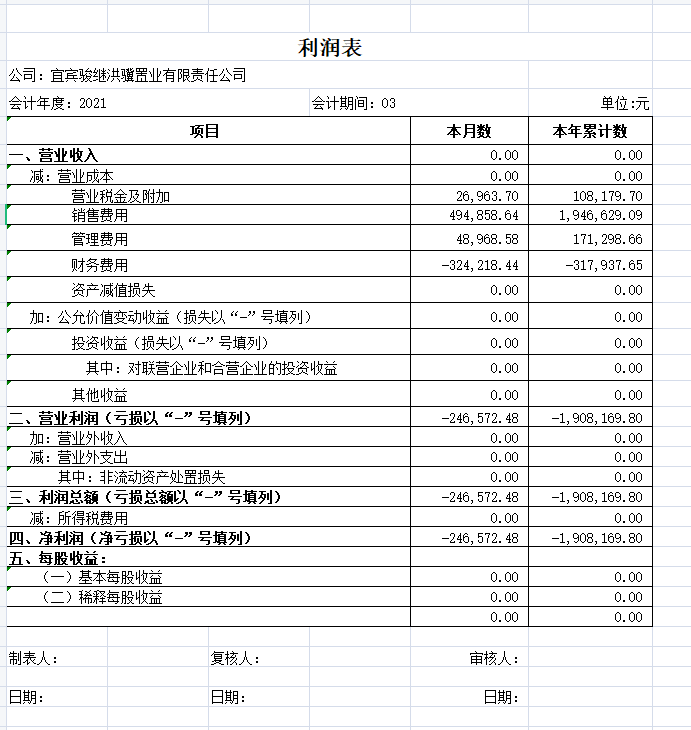 利润表
公司：宜宾骏继洪骥置业有限责任公司
会计年度：2021 会计期间：03 单位:元
项目 本月数 本年累计数
一、营业收入 0.00 0.00
减：营业成本 0.00 0.00
营业税金及附加 26,963.70 108,179.70
销售费用 494,858.64 1,946,629.09
管理费用 48,968.58 171,298.66
财务费用 -324,218.44 -317,937.65
资产减值损失 0.00 0.00
加：公允价值变动收益（损失以“-”号填列） 0.00 0.00
投资收益（损失以“-”号填列） 0.00 0.00
其中：对联营企业和合营企业的投资收益 0.00 0.00
其他收益 0.00 0.00
二、营业利润（亏损以“-”号填列） -246,572.48 -1,908,169.80
加：营业外收入 0.00 0.00
减：营业外支出 0.00 0.00
其中：非流动资产处置损失 0.00 0.00
三、利润总额（亏损总额以“-”号填列） -246,572.48 -1,908,169.80
减：所得税费用 0.00 0.00
四、净利润（净亏损以“-”号填列） -246,572.48 -1,908,169.80
五、每股收益：
（一）基本每股收益 0.00 0.00
（二）稀释每股收益 0.00 0.00
0.00 0.00
制表人： 复核人： 审核人：
日期： 日期： 日期：